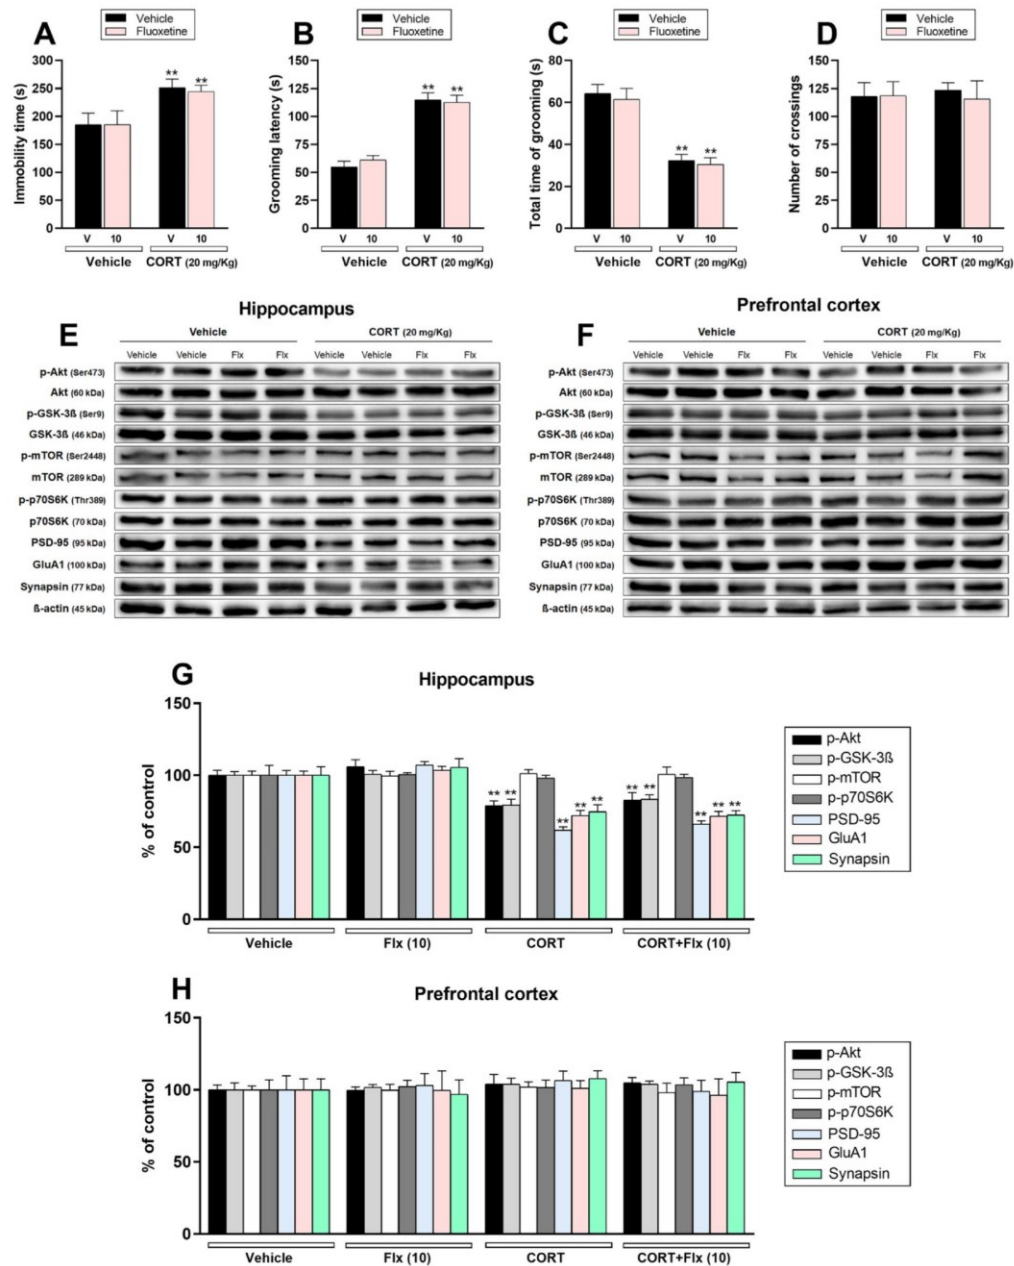 A
Vehicle
Fluoxetine
Immobility time (s)
300
250
200
150
100
50
0
V 10 V 10
Vehicle CORT (20 mg/Kg)
** **
B
Vehicle
Fluoxetine
Grooming latency (s)
150
125
100
75
50
25
0
V 10 V 10
Vehicle CORT (20 mg/Kg)
** **
C
Vehicle
Fluoxetine
Total time of grooming (s)
80
60
40
20
0
V 10 V 10
Vehicle CORT (20 mg/Kg)
** **
D
Vehicle
Fluoxetine
Number of crossings
150
125
100
75
50
25
0
V 10 V 10
Vehicle CORT (20 mg/Kg)
Hippocampus
E
Vehicle CORT (20 mg/Kg)
Vehicle Vehicle Flx Flx Vehicle Vehicle Flx Flx
p-Akt (Ser473)
Akt (60 kDa)
p-GSK-3ß (Ser9)
GSK-3ß (46 kDa)
p-mTOR (Ser2448)
mTOR (289 kDa)
p-p70S6K (Thr389)
p70S6K (70 kDa)
PSD-95 (95 kDa)
GluA1 (100 kDa)
Synapsin (77 kDa)
ß-actin (45 kDa)
Prefrontal cortex
F
Vehicle CORT (20 mg/Kg)
Vehicle Vehicle Flx Flx Vehicle Vehicle Flx Flx
p-Akt (Ser473)
Akt (60 kDa)
p-GSK-3ß (Ser9)
GSK-3ß (46 kDa)
p-mTOR (Ser2448)
mTOR (289 kDa)
p-p70S6K (Thr389)
p70S6K (70 kDa)
PSD-95 (95 kDa)
GluA1 (100 kDa)
Synapsin (77 kDa)
ß-actin (45 kDa)
G
Hippocampus
% of control
150
100
50
0
** ** ** ** ** ** ** ** ** **
Vehicle Flx (10) CORT CORT+Flx (10)
p-Akt
p-GSK-3ß
p-mTOR
p-p70S6K
PSD-95
GluA1
Synapsin
H
Prefrontal cortex
% of control
150
100
50
0
Vehicle Flx (10) CORT CORT+Flx (10)
p-Akt
p-GSK-3ß
p-mTOR
p-p70S6K
PSD-95
GluA1
Synapsin